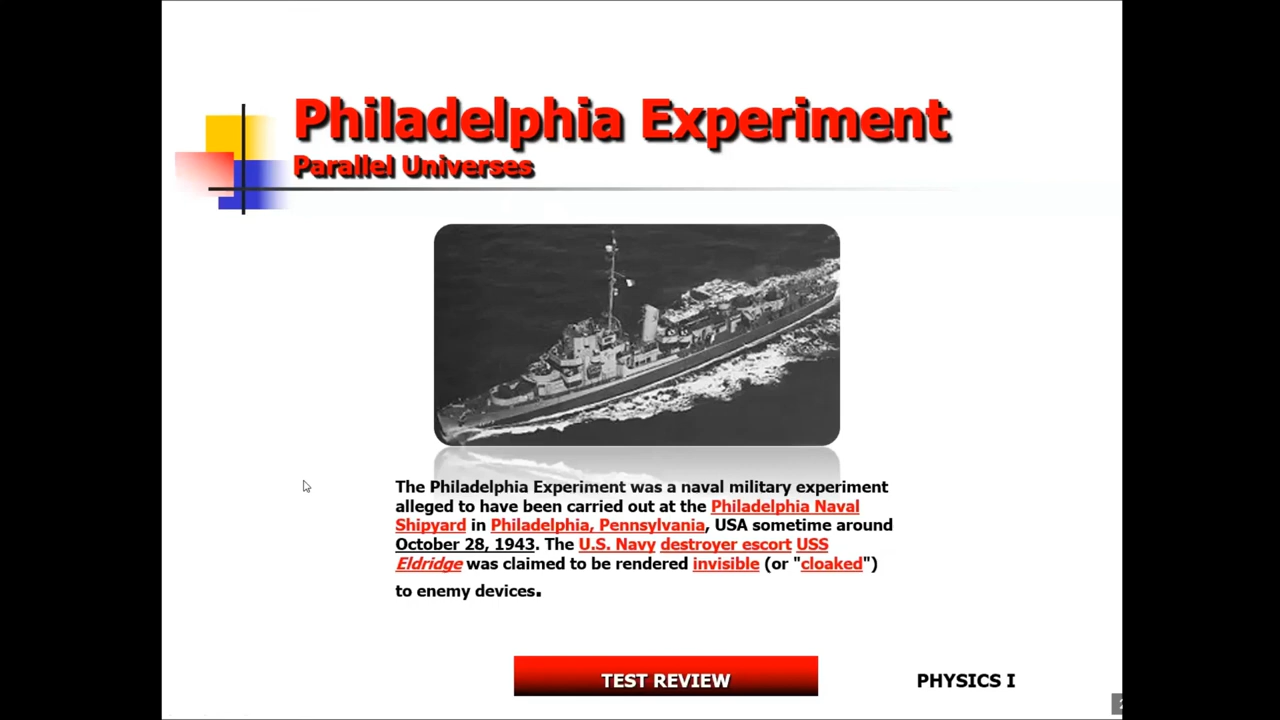 Philadelphia Experiment
Parallel Universes
The Philadelphia Experiment was a naval military experiment
alleged to have been carried out at the Philadelphia Naval
Shipyard in Philadelphia, Pennsylvania, USA sometime around
October 28, 1943. The U.S. Navy destroyer escort USS
Eldridge was claimed to be rendered invisible (or "cloaked")
to enemy devices.
TEST REVIEW
PHYSICS I